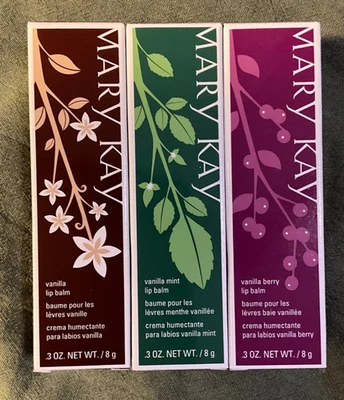 MARY KAY
vanilla
lip balm
baume pour les
lèvres vanille
crema humectante
para labios vanilla
.3 OZ. NET WT. / 8 g
MARY KAY
vanilla mint
lip balm
baume pour les
lèvres menthe vanillée
crema humectante
para labios vanilla mint
.3 OZ. NET WT. / 8 g
MARY KAY
vanilla berry
lip balm
baume pour les
lèvres baie vanillée
crema humectante
para labios vanilla berry
.3 OZ. NET WT. / 8 g